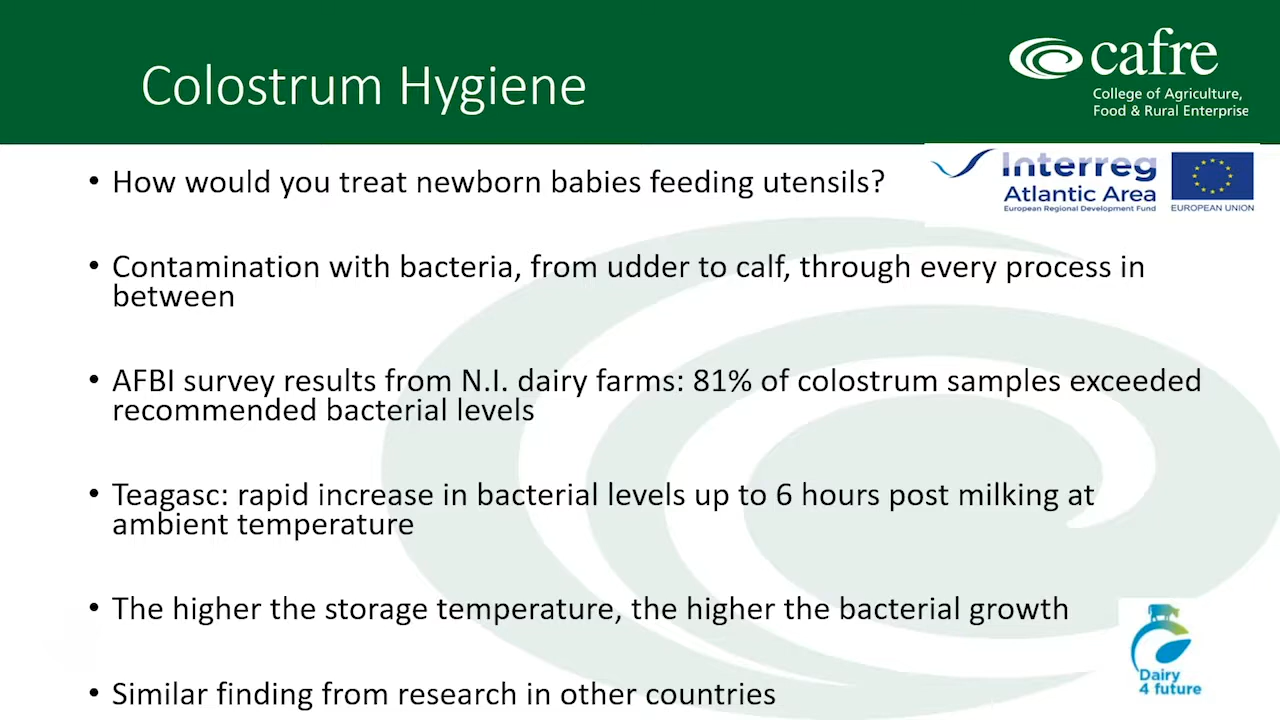 Colostrum Hygiene
cafre
College of Agriculture,
Food & Rural Enterprise
Interreg
Atlantic Area
European Regional Development Fund
EUROPEAN UNION
• How would you treat newborn babies feeding utensils?
• Contamination with bacteria, from udder to calf, through every process in
between
• AFBI survey results from N.I. dairy farms: 81% of colostrum samples exceeded
recommended bacterial levels
• Teagasc: rapid increase in bacterial levels up to 6 hours post milking at
ambient temperature
• The higher the storage temperature, the higher the bacterial growth
• Similar finding from research in other countries
Dairy
4 future